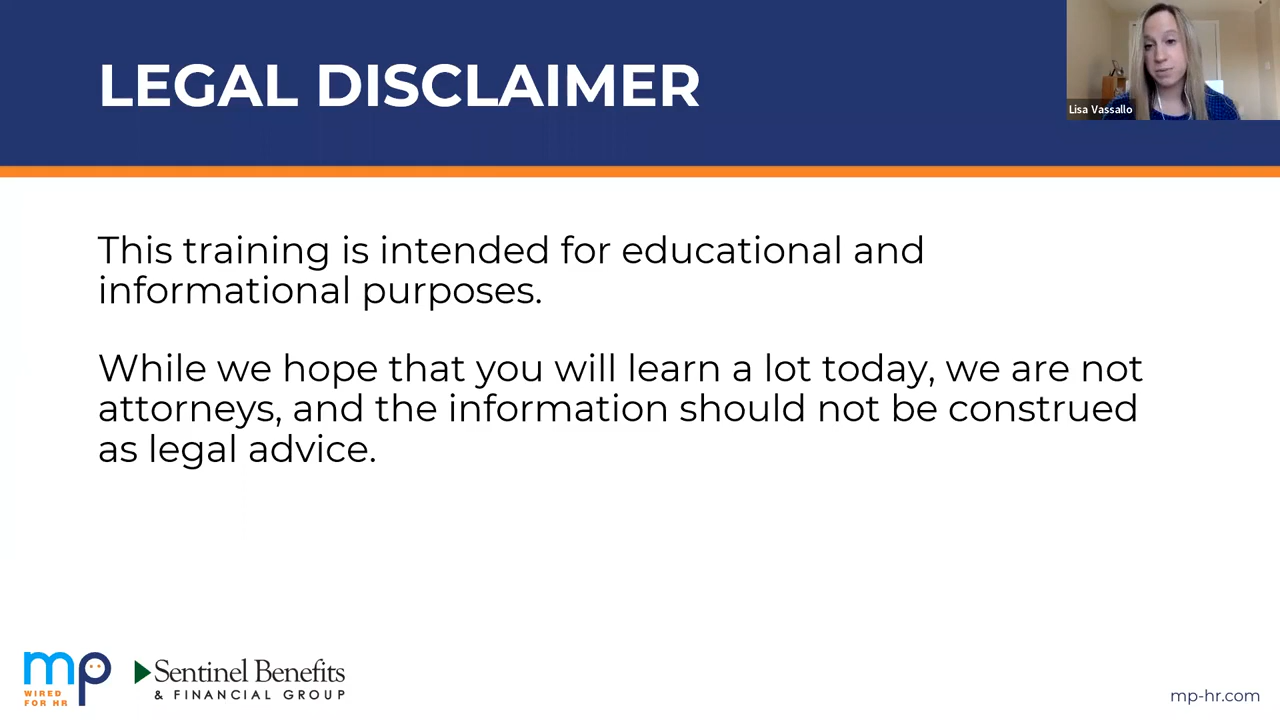 LEGAL DISCLAIMER
Lisa Vassallo
This training is intended for educational and
informational purposes.
While we hope that you will learn a lot today, we are not
attorneys, and the information should not be construed
as legal advice.
mp
WIRED
FOR HR
Sentinel Benefits
& FINANCIAL GROUP
mp-hr.com